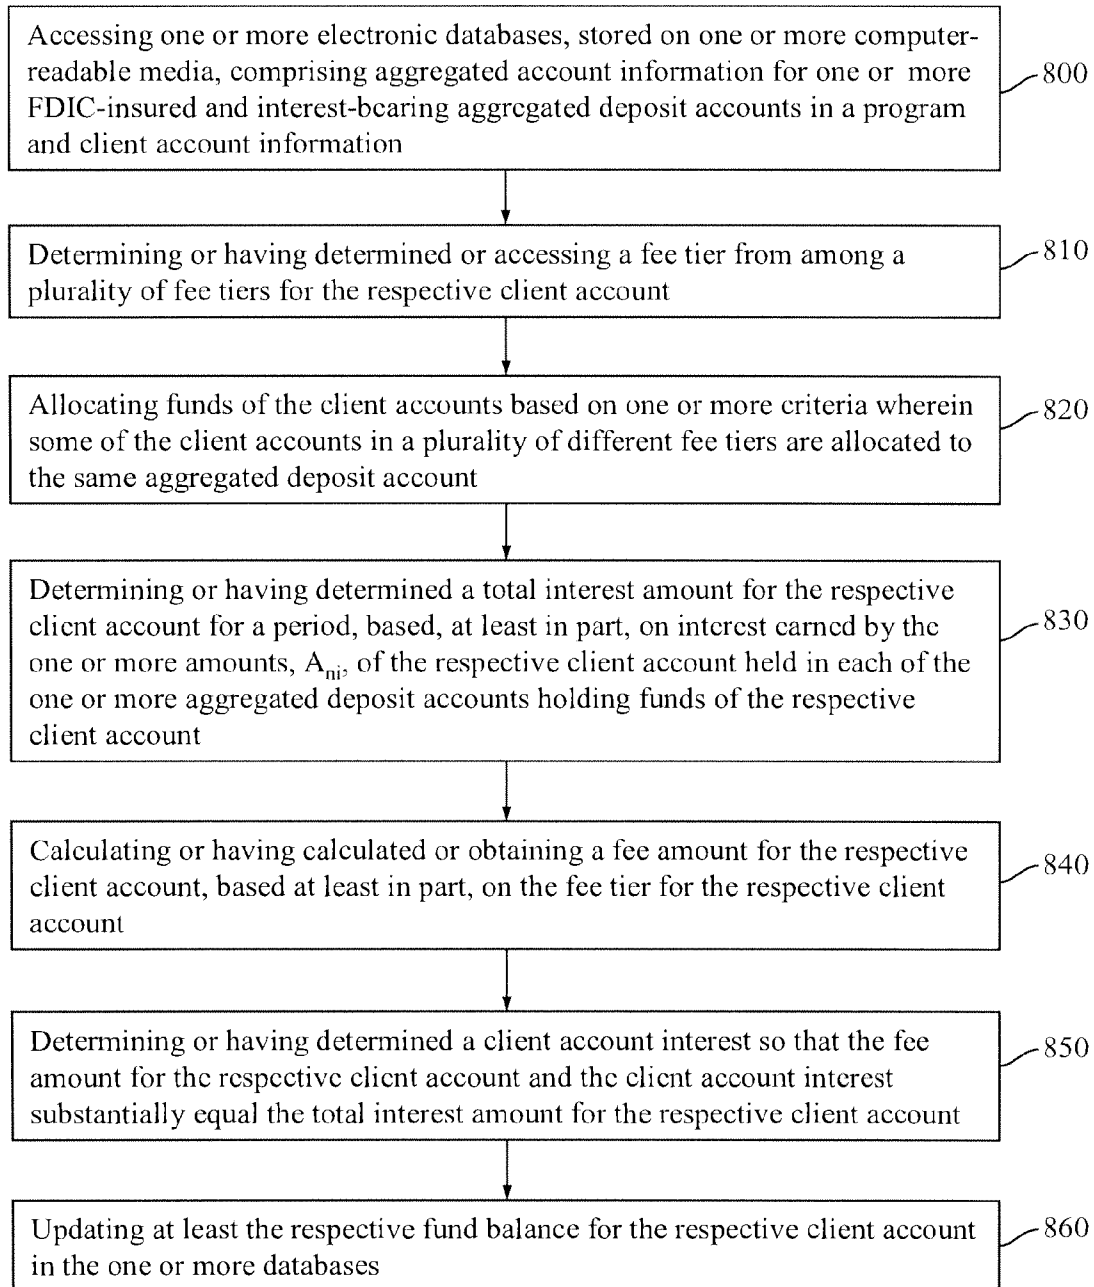 Accessing one or more electronic databases, stored on one or more computer-
readable media, comprising aggregated account information for one or more
FDIC-insured and interest-bearing aggregated deposit accounts in a program
and client account information
800
Determining or having determined or accessing a fee tier from among a
plurality of fee tiers for the respective client account
810
Allocating funds of the client accounts based on one or more criteria wherein
some of the client accounts in a plurality of different fee tiers are allocated to
the same aggregated deposit account
820
Determining or having determined a total interest amount for the respective
client account for a period, based, at least in part, on interest earned by the
one or more amounts, Ani, of the respective client account held in each of the
one or more aggregated deposit accounts holding funds of the respective
client account
830
Calculating or having calculated or obtaining a fee amount for the respective
client account, based at least in part, on the fee tier for the respective client
account
840
Determining or having determined a client account interest so that the fee
amount for the respective client account and the client account interest
substantially equal the total interest amount for the respective client account
850
Updating at least the respective fund balance for the respective client account
in the one or more databases
860